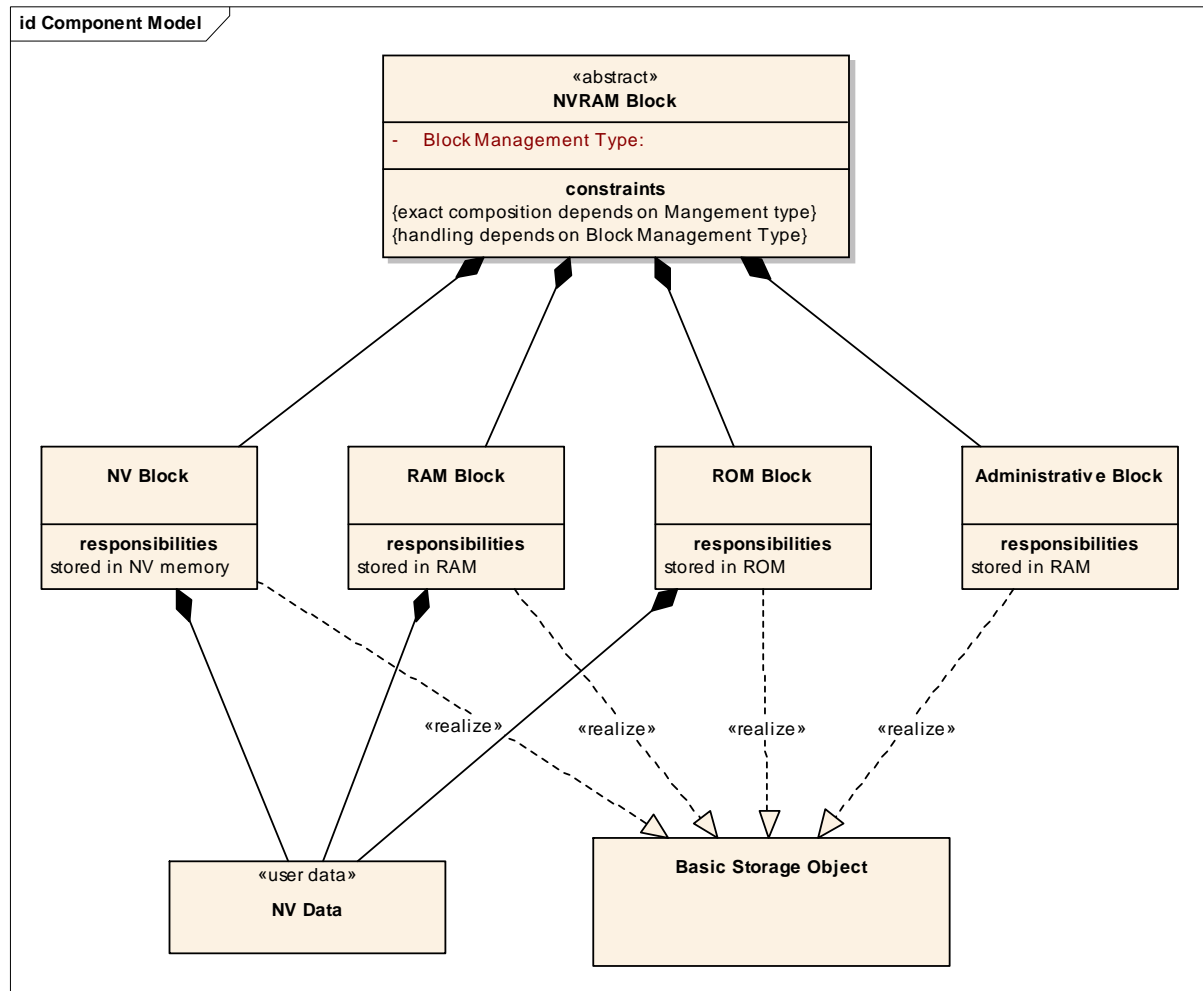 id Component Model
«abstract»
NVRAM Block
- Block Management Type:
constraints
{exact composition depends on Mangement type}
{handling depends on Block Management Type}
NV Block
responsibilities
stored in NV memory
RAM Block
responsibilities
stored in RAM
ROM Block
responsibilities
stored in ROM
Administrative Block
responsibilities
stored in RAM
«realize»
«realize»
«realize»
«realize»
«user data»
NV Data
Basic Storage Object